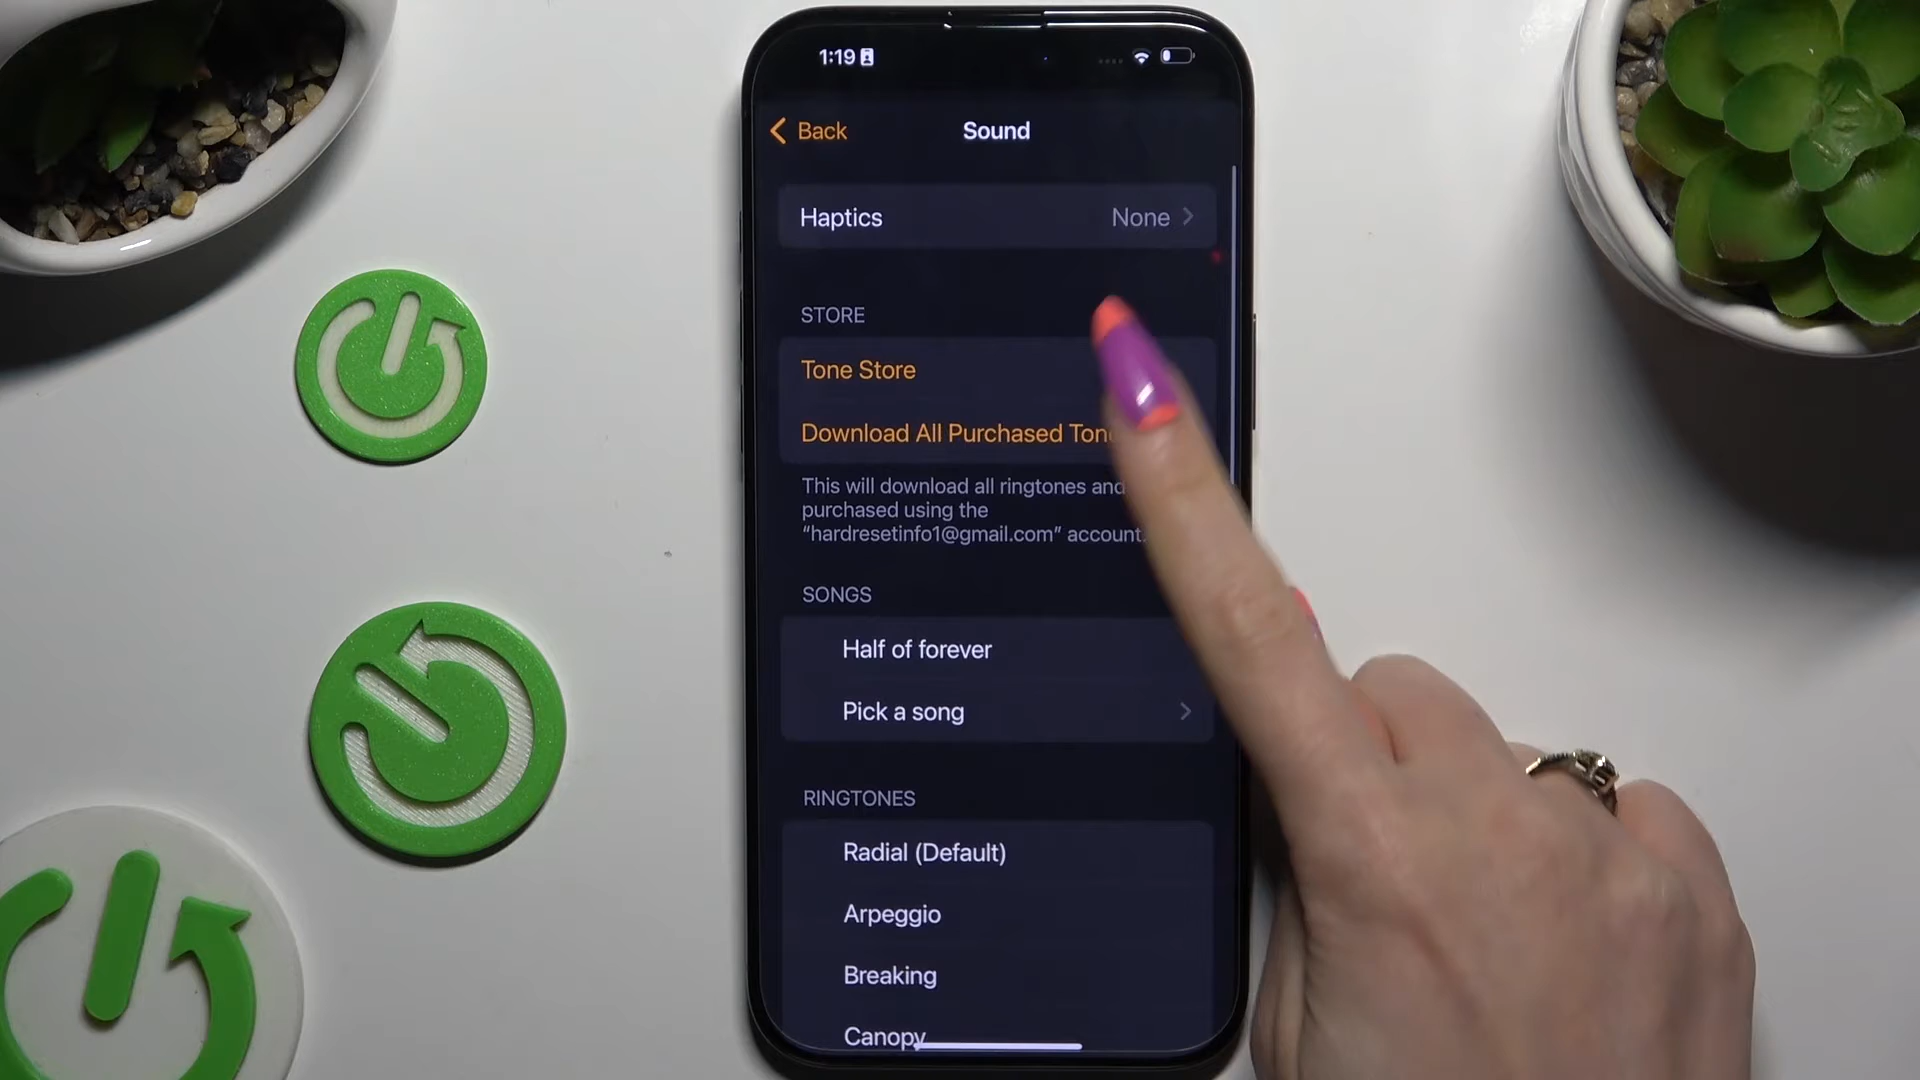 1:19
Back
Sound
Haptics
None
STORE
Tone Store
Download All Purchased
This will download all ringtones and
purchased using the
“hardresetinfo1@gmail.com” account.
SONGS
Half of forever
Pick a song
RINGTONES
Radial (Default)
Arpeggio
Breaking
Canopy